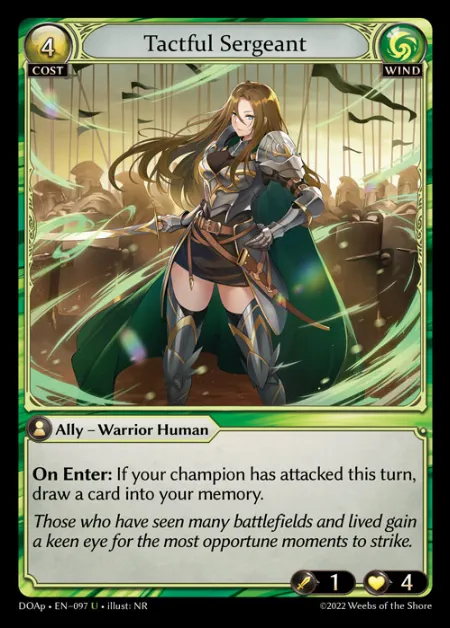 4
Tactful Sergeant
COST
WIND
Ally – Warrior Human
On Enter: If your champion has attacked this turn,
draw a card into your memory.
Those who have seen many battlefields and lived gain
a keen eye for the most opportune moments to strike.
1
4
DOAp • EN-097 U • illust: NR
©2022 Weebs of the Shore